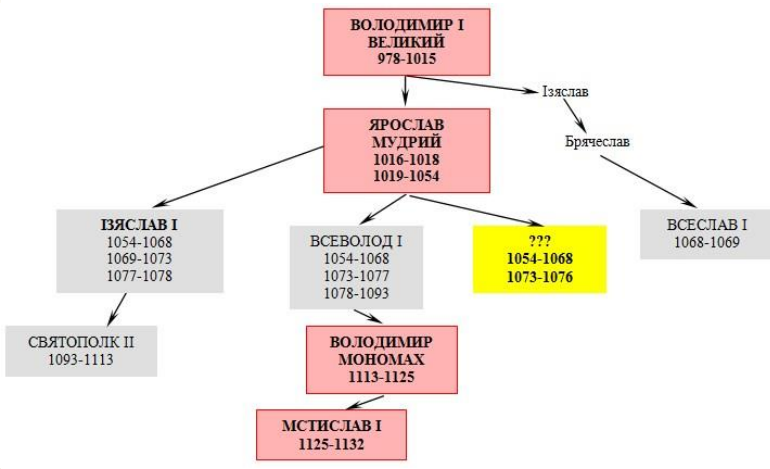 ВОЛОДИМИР І
ВЕЛИКИЙ
978-1015
Ізяслав
ЯРОСЛАВ
МУДРИЙ
1016-1018
1019-1054
Брячеслав
ІЗЯСЛАВ І
1054-1068
1069-1073
1077-1078
ВСЕВОЛОД І
1054-1068
1073-1077
1078-1093
???
1054-1068
1073-1076
ВСЕСЛАВ І
1068-1069
СВЯТОПОЛК ІІ
1093-1113
ВОЛОДИМИР
МОНОМАХ
1113-1125
МСТИСЛАВ І
1125-1132